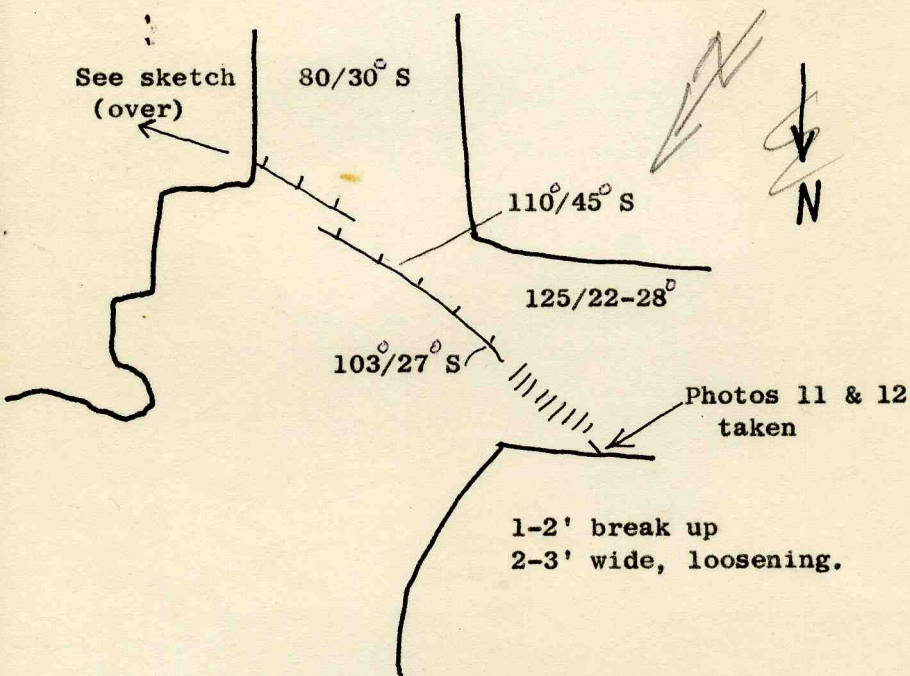 See sketch
(over)
80/30° S
N
N
110°/45° S
125/22-28°
103°/27° S
Photos 11 & 12
taken
1-2' break up
2-3' wide, loosening.